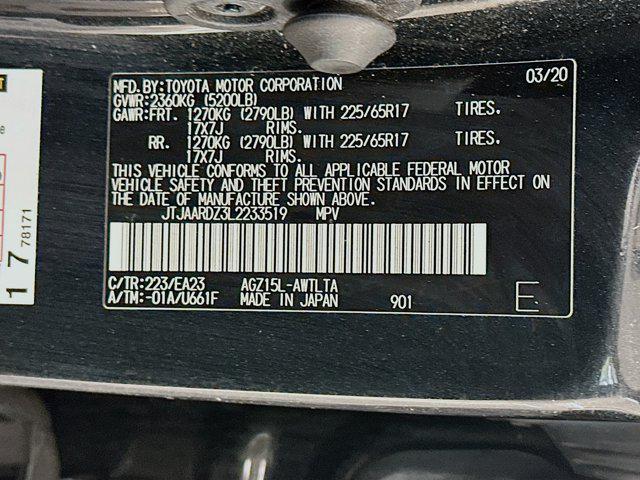 MFD.BY:TOYOTA MOTOR CORPORATION 03/20
GVWR:2360KG (5200LB)
GAWR:FRT. 1270KG (2790LB) WITH 225/65R17 TIRES.
17X7J RIMS.
RR. 1270KG (2790LB) WITH 225/65R17 TIRES.
17X7J RIMS.
THIS VEHICLE CONFORMS TO ALL APPLICABLE FEDERAL MOTOR
VEHICLE SAFETY AND THEFT PREVENTION STANDARDS IN EFFECT ON
THE DATE OF MANUFACTURE SHOWN ABOVE.
JTJAARDZ3L2233519 MPV
C/TR:223/EA23 AGZ15L-AWTLTA
A/TM:-01A/U661F MADE IN JAPAN 901 E
1 7 78171